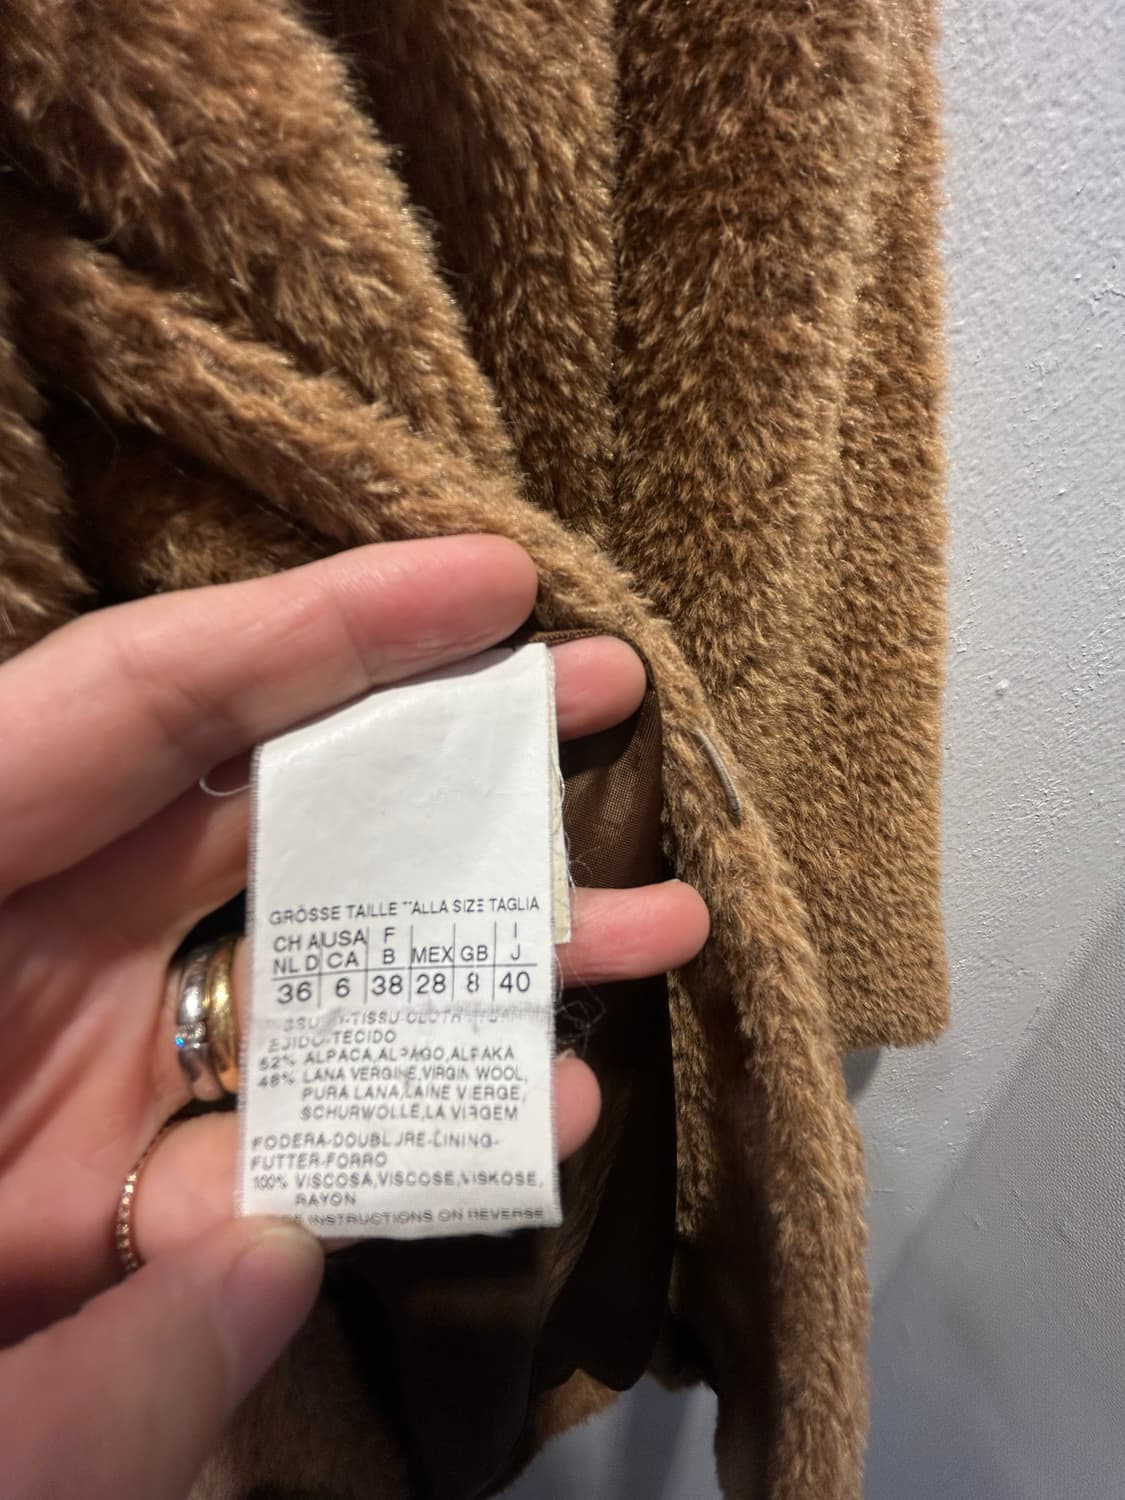 GRÖSSE TAILLE SIZE TAGLIA
CH A USA F MEX GB I
NL D CA B J
36 6 38 28 8 40
TECIDO
52% ALPACA,ALPAGO,ALPAKA
48% LANA VERGINE,VIRGIN WOOL,
PURA LANA,LAINE VIERGE,
SCHURWOLLE,LA VIRGEM
FODERA-DOUBLURE-LINING-
FUTTER-FORRO
100% VISCOSA,VISCOSE,VISKOSE,
RAYON
INSTRUCTIONS ON REVERSE